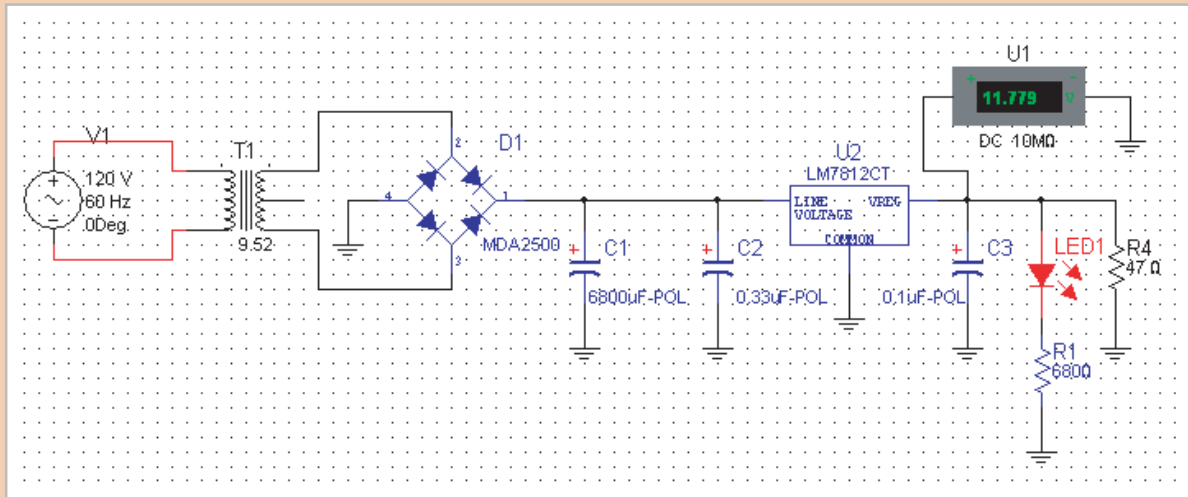 U1
+
-
11.779
V
DC 10MΩ
V1
120 V
60 Hz
0Deg
+
-
T1
9.52
D1
2
4
1
3
MDA2500
U2
LM7812CT
LINE
VOLTAGE
VREG
COMMON
+
C1
6800uF-POL
+
C2
0.33uF-POL
+
C3
0.1uF-POL
LED1
R4
47 Ω
R1
680Ω